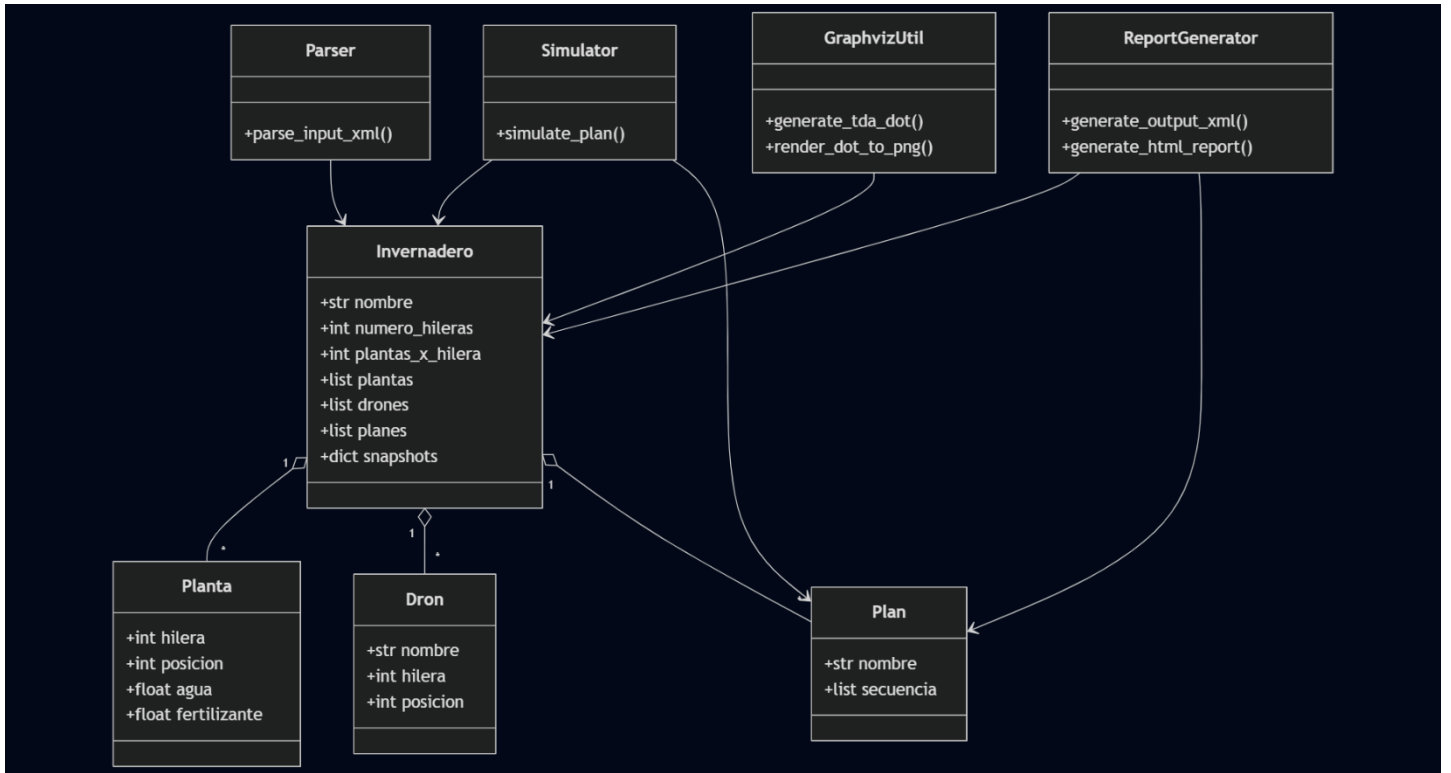 Parser
+parse_input_xml()
Simulator
+simulate_plan()
GraphvizUtil
+generate_tda_dot()
+render_dot_to_png()
ReportGenerator
+generate_output_xml()
+generate_html_report()
Invernadero
+str nombre
+int numero_hileras
+int plantas_x_hilera
+list plantas
+list drones
+list planes
+dict snapshots
1
1
1
*
*
*
Planta
+int hilera
+int posicion
+float agua
+float fertilizante
Dron
+str nombre
+int hilera
+int posicion
Plan
+str nombre
+list secuencia